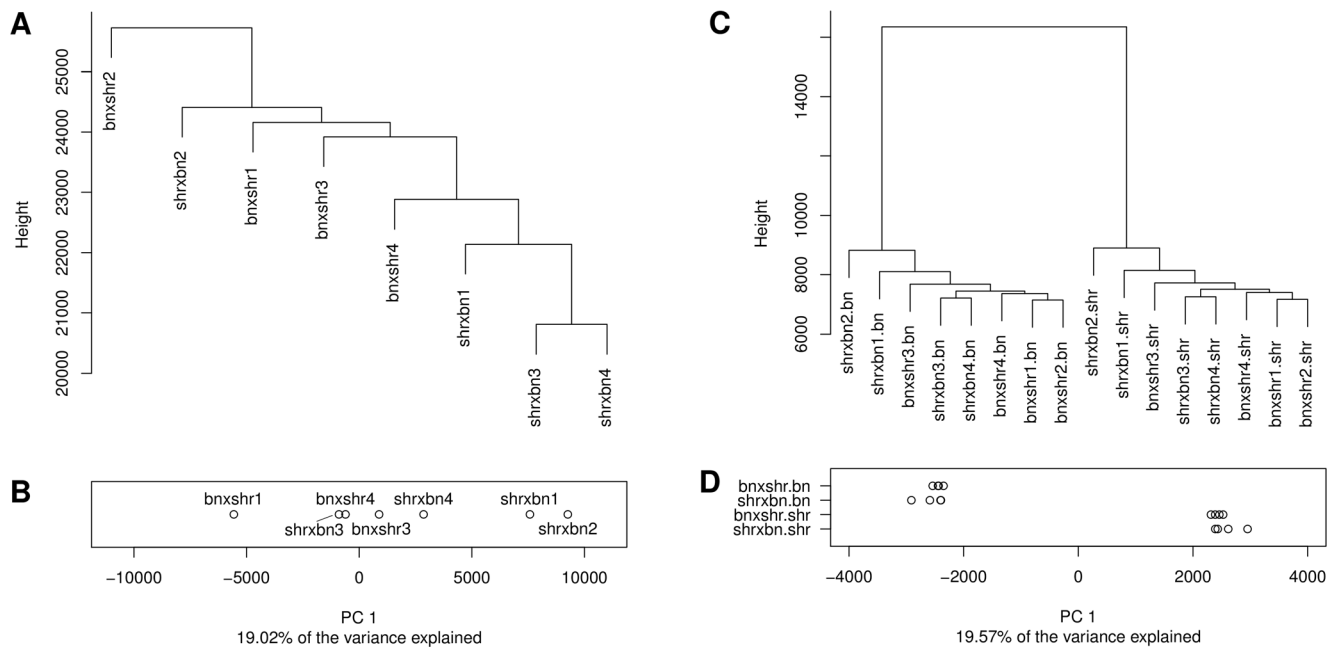 A
Height
25000
24000
23000
22000
21000
20000
bnxshr2
shrxbn2
bnxshr1
bnxshr3
bnxshr4
shrxbn1
shrxbn3
shrxbn4
B
bnxshr1
bnxshr4
shrxbn4
shrxbn1
shrxbn3
bnxshr3
shrxbn2
−10000
−5000
0
5000
10000
PC 1
19.02% of the variance explained
C
Height
14000
10000
8000
6000
shrxbn2.bn
shrxbn1.bn
bnxshr3.bn
shrxbn3.bn
shrxbn4.bn
bnxshr4.bn
bnxshr1.bn
bnxshr2.bn
shrxbn2.shr
shrxbn1.shr
bnxshr3.shr
shrxbn3.shr
shrxbn4.shr
bnxshr4.shr
bnxshr1.shr
bnxshr2.shr
D
bnxshr.bn
shrxbn.bn
bnxshr.shr
shrxbn.shr
−4000
−2000
0
2000
4000
PC 1
19.57% of the variance explained